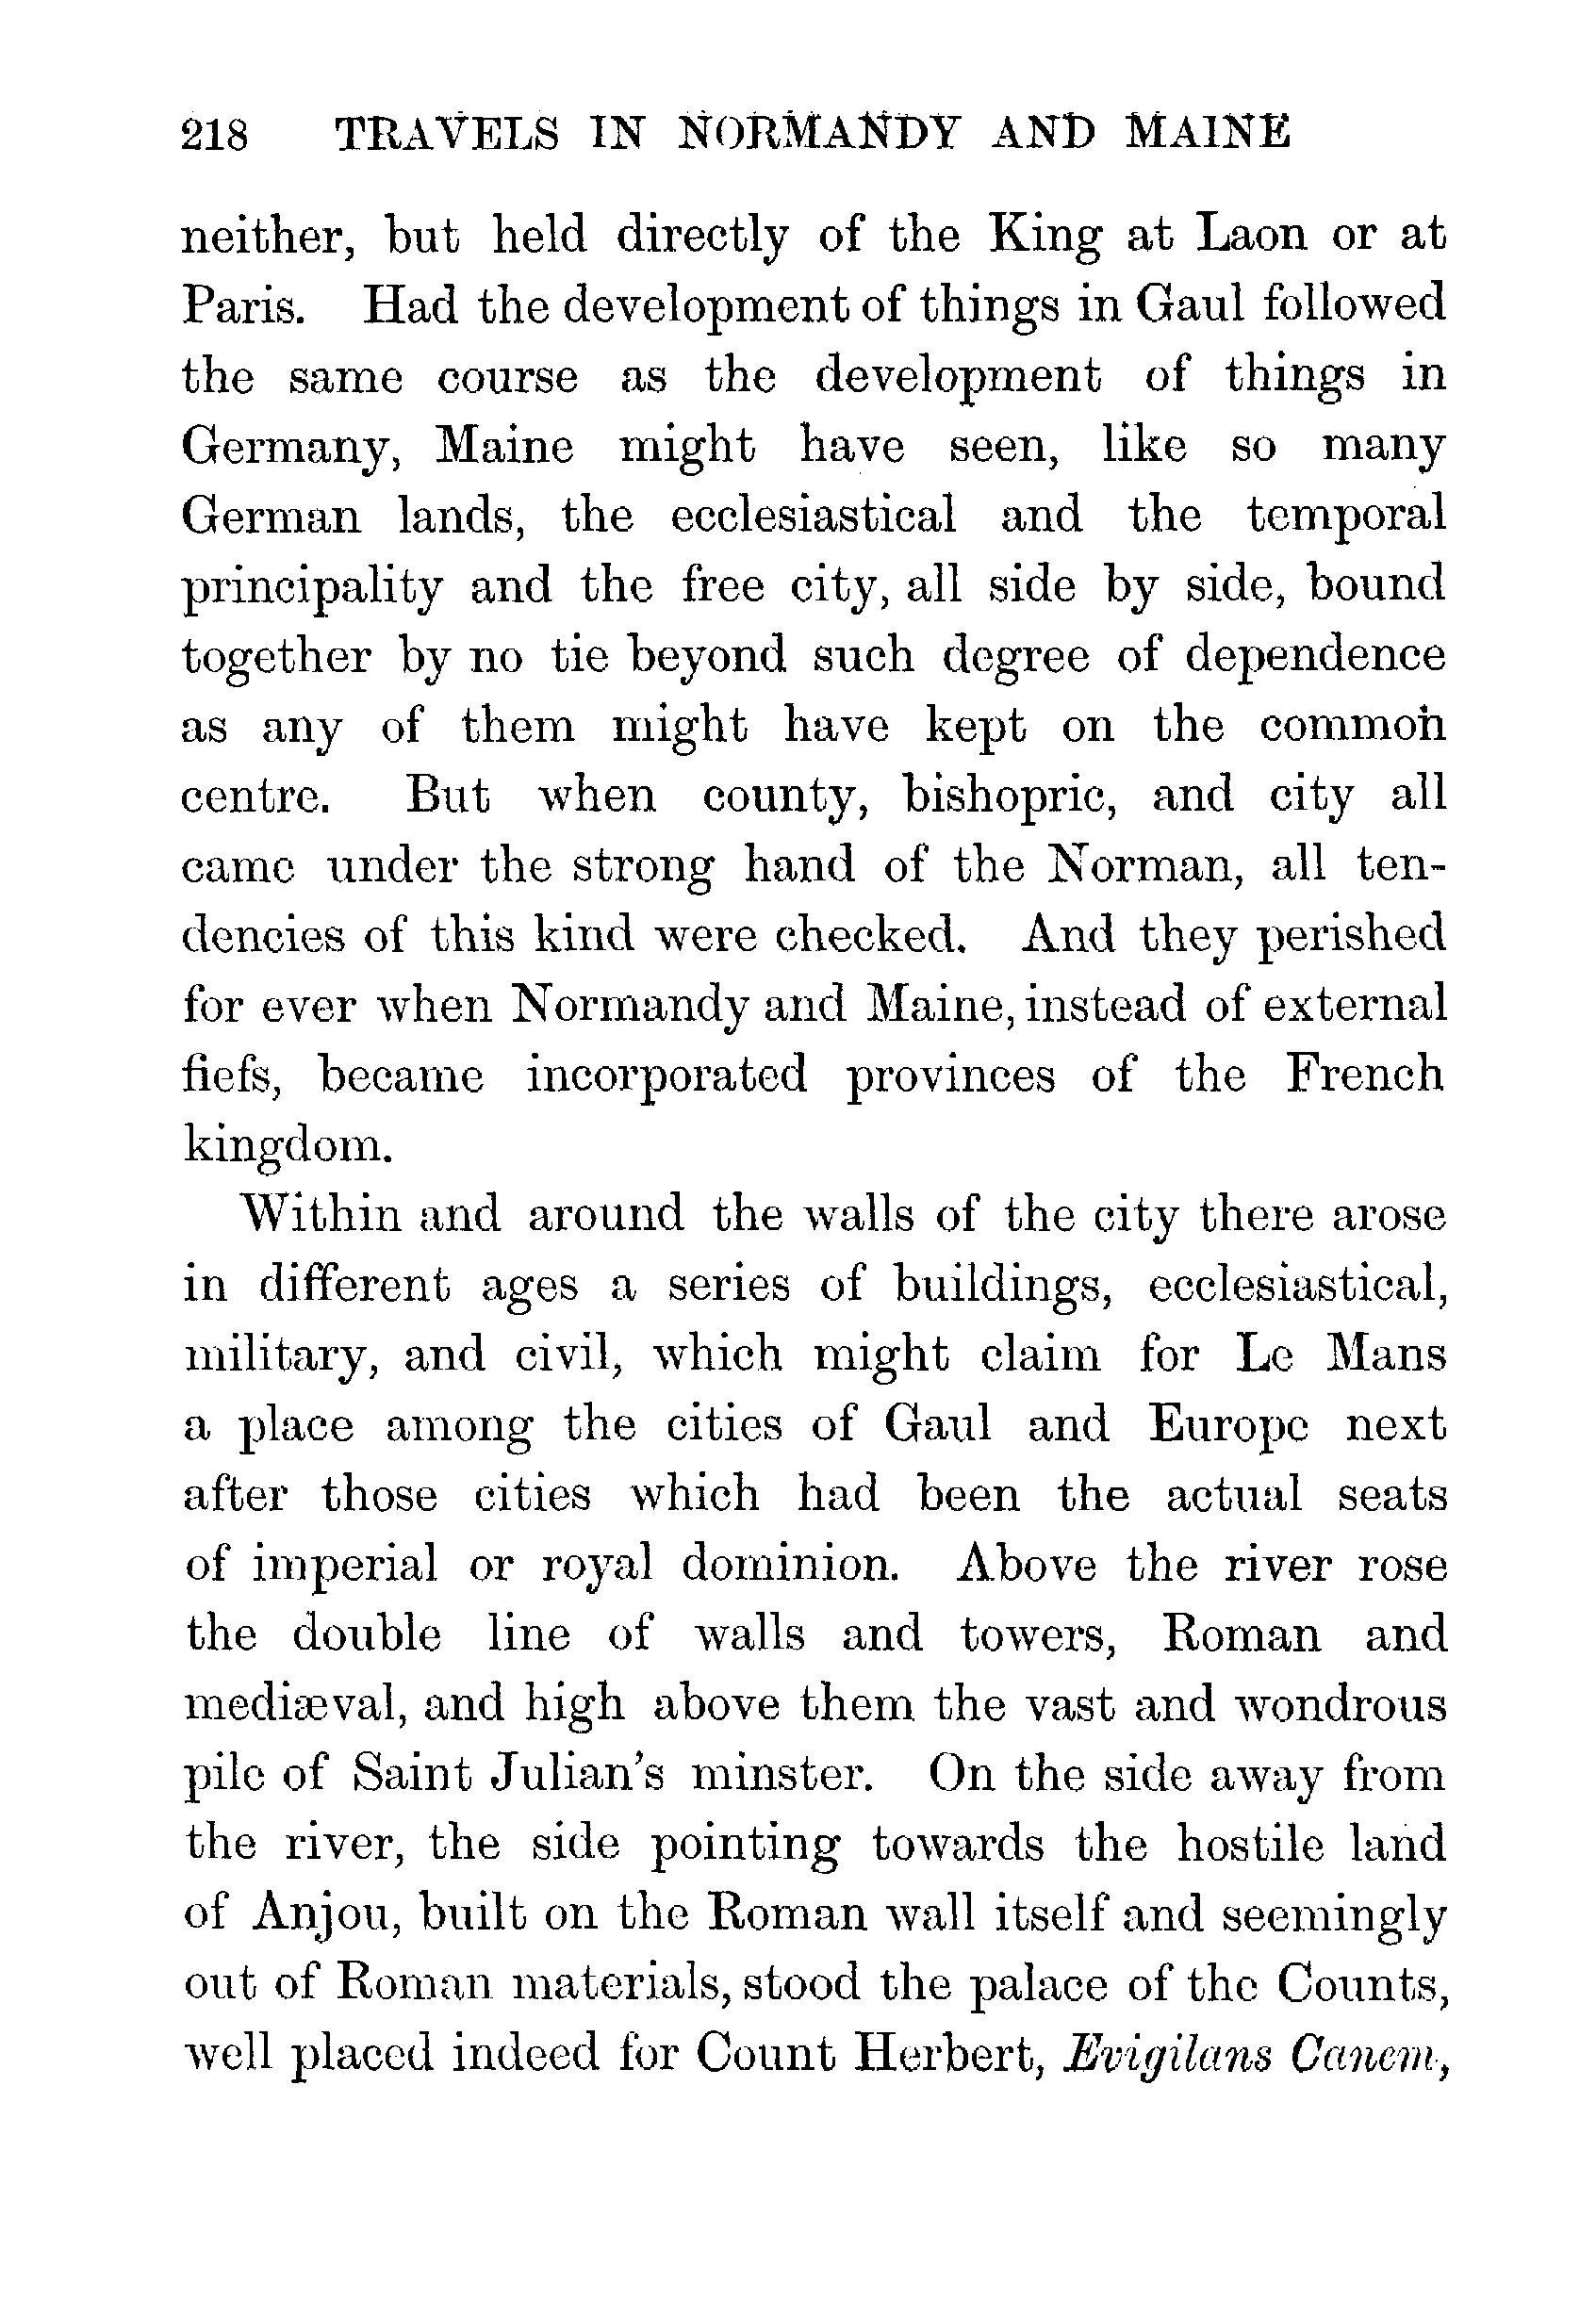 218 TRAVELS IN NORMANDY AND MAINE
neither, but held directly of the King at Laon or at
Paris. Had the development of things in Gaul followed
the same course as the development of things in
Germany, Maine might have seen, like so many
German lands, the ecclesiastical and the temporal
principality and the free city, all side by side, bound
together by no tie beyond such degree of dependence
as any of them might have kept on the common
centre. But when county, bishopric, and city all
came under the strong hand of the Norman, all ten-
dencies of this kind were checked. And they perished
for ever when Normandy and Maine, instead of external
fiefs, became incorporated provinces of the French
kingdom.
Within and around the walls of the city there arose
in different ages a series of buildings, ecclesiastical,
military, and civil, which might claim for Le Mans
a place among the cities of Gaul and Europe next
after those cities which had been the actual seats
of imperial or royal dominion. Above the river rose
the double line of walls and towers, Roman and
mediæval, and high above them the vast and wondrous
pile of Saint Julian's minster. On the side away from
the river, the side pointing towards the hostile land
of Anjou, built on the Roman wall itself and seemingly
out of Roman materials, stood the palace of the Counts,
well placed indeed for Count Herbert, Evigilans Canem,